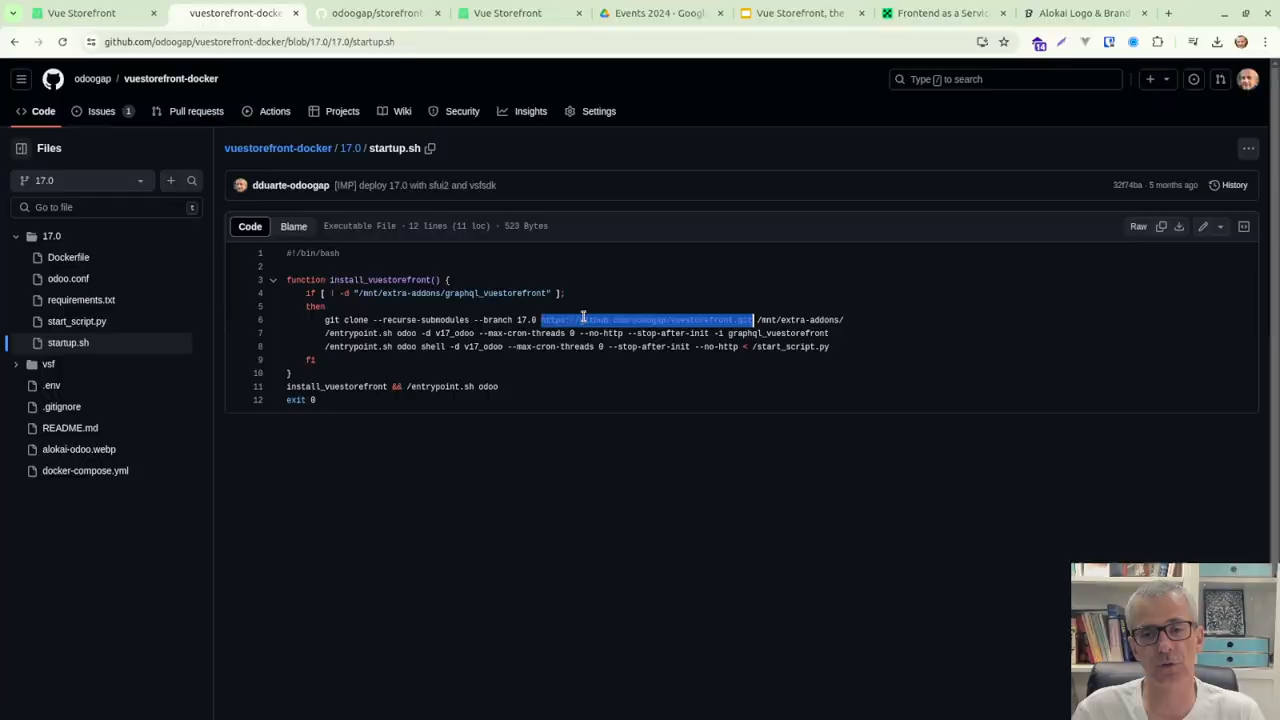 Vue Storefront
vuestorefront-docke
odoogap/storefront
Vue Storefront
Events 2024 - Googl
Vue Storefront, the
Frontend as a Servic
Alokai Logo & Brand
github.com/odoogap/vuestorefront-docker/blob/17.0/17.0/startup.sh
14
odoogap / vuestorefront-docker
Type / to search
Code
Issues 1
Pull requests
Actions
Projects
Wiki
Security
Insights
Settings
Files
vuestorefront-docker / 17.0 / startup.sh
17.0
dduarte-odoogap [IMP] deploy 17.0 with sfui2 and vsfsdk
32f74ba · 5 months ago
History
Go to file
t
Code
Blame
Executable File · 12 lines (11 loc) · 523 Bytes
Raw
17.0
Dockerfile
odoo.conf
requirements.txt
start_script.py
startup.sh
vsf
.env
.gitignore
README.md
alokai-odoo.webp
docker-compose.yml
1 #!/bin/bash
2
3 function install_vuestorefront() {
4 if [ ! -d "/mnt/extra-addons/graphql_vuestorefront" ];
5 then
6 git clone --recurse-submodules --branch 17.0 https://github.com/odoogap/vuestorefront.git /mnt/extra-addons/
7 /entrypoint.sh odoo -d v17_odoo --max-cron-threads 0 --no-http --stop-after-init -i graphql_vuestorefront
8 /entrypoint.sh odoo shell -d v17_odoo --max-cron-threads 0 --stop-after-init --no-http < /start_script.py
9 fi
10 }
11 install_vuestorefront && /entrypoint.sh odoo
12 exit 0